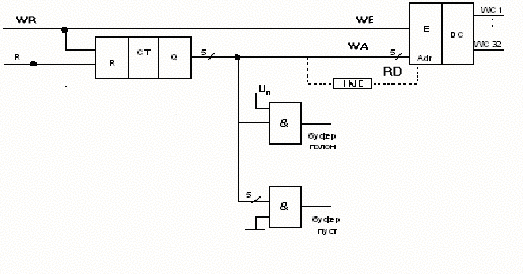 WR
WE
WC 1
E
DC
R
R
CT
Q
5
WA
5
WC 32
Adr
RD
INC
Uп
&
буфер
полон
5
&
буфер
пуст